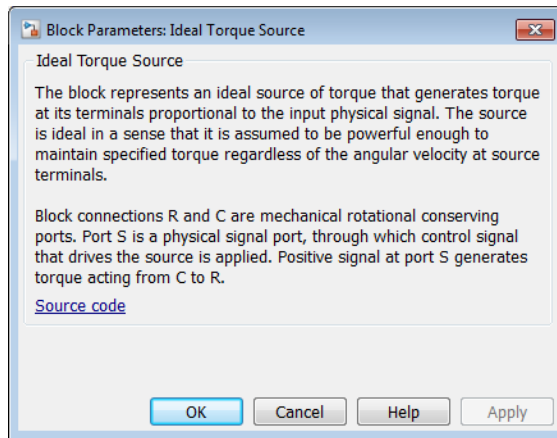 Block Parameters: Ideal Torque Source
Ideal Torque Source
The block represents an ideal source of torque that generates torque
at its terminals proportional to the input physical signal. The source
is ideal in a sense that it is assumed to be powerful enough to
maintain specified torque regardless of the angular velocity at source
terminals.
Block connections R and C are mechanical rotational conserving
ports. Port S is a physical signal port, through which control signal
that drives the source is applied. Positive signal at port S generates
torque acting from C to R.
Source code
OK Cancel Help Apply